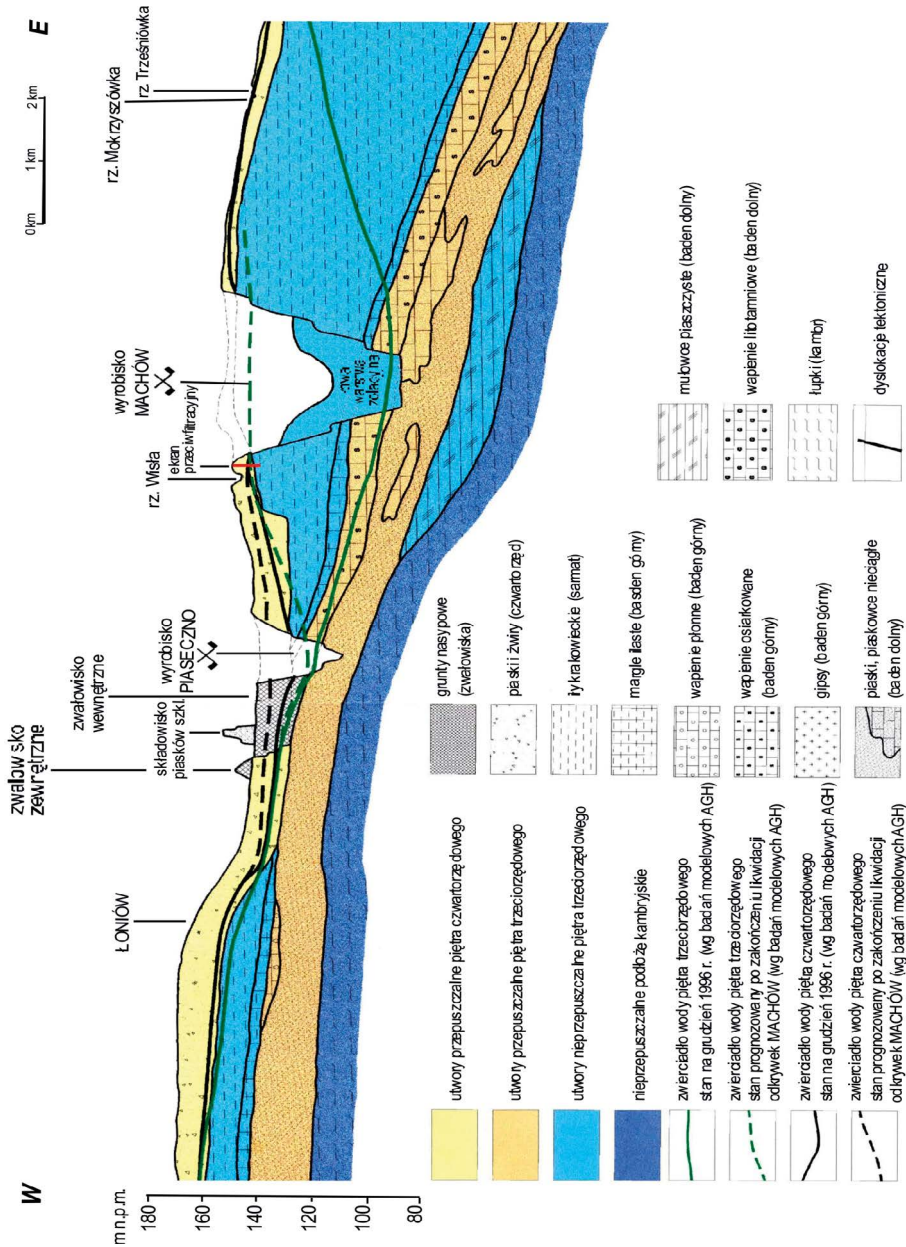 W
E
m n.p.m.
180
160
140
120
100
80
0 km
1 km
2 km
ŁONIÓW
zwałowisko
zewnętrzne
składowisko
piasków szkl.
zwałowisko
wewnętrzne
wyrobisko
PIASECZNO
rz. Wisła
ekran
przeciwfiltracyjny
wyrobisko
MACHÓW
warstwa
izolacyjna
rz. Mokrzyszówka
rz. Trześniówka
utwory przepuszczalne piętra czwartorzędowego
utwory przepuszczalne piętra trzeciorzędowego
utwory nieprzepuszczalne piętra trzeciorzędowego
nieprzepuszczalne podłoże kambryjskie
zwierciadło wody piętra trzeciorzędowego
stan na grudzień 1996 r. (wg badań modelowych AGH)
zwierciadło wody piętra trzeciorzędowego
stan prognozowany po zakończeniu likwidacji
odkrywek MACHÓW (wg badań modelowych AGH)
zwierciadło wody piętra czwartorzędowego
stan na grudzień 1996 r. (wg badań modelowych AGH)
zwierciadło wody piętra czwartorzędowego
stan prognozowany po zakończeniu likwidacji
odkrywek MACHÓW (wg badań modelowych AGH)
grunty nasypowe
(zwałowiska)
piaski i żwiry (czwartorzęd)
iły krakowieckie (sarmat)
margle ilaste (basden górny)
wapienie płonne (baden górny)
wapienie osiarkowane
(baden górny)
gipsy (baden górny)
piaski, piaskowce nieciągłe
(baden dolny)
mułowce piaszczyste (baden dolny)
wapienie litotamniowe (baden dolny)
łupki (kambr)
dyslokacje tektoniczne